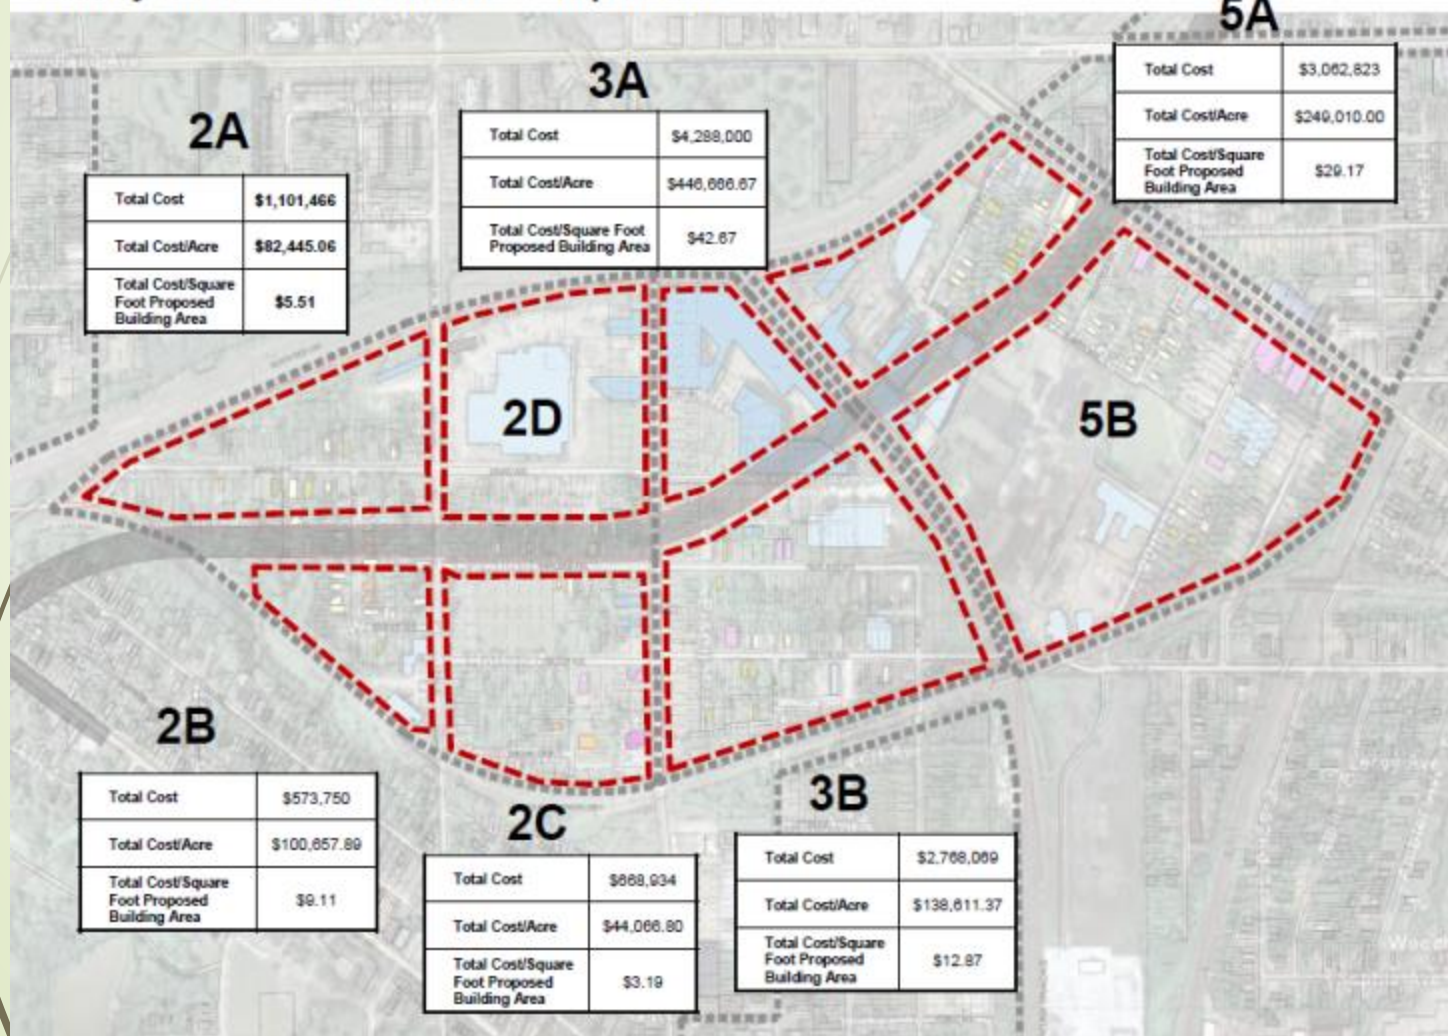 5A
Total Cost $3,062,823
Total Cost/Acre $249,010.00
Total Cost/Square
Foot Proposed
Building Area
$29.17
3A
Total Cost $4,288,000
Total Cost/Acre $446,666.67
Total Cost/Square Foot
Proposed Building Area
$42.67
2A
Total Cost $1,101,466
Total Cost/Acre $82,445.06
Total Cost/Square
Foot Proposed
Building Area
$5.51
2D
5B
2B
Total Cost $573,750
Total Cost/Acre $100,657.89
Total Cost/Square
Foot Proposed
Building Area
$9.11
2C
Total Cost $668,934
Total Cost/Acre $44,066.80
Total Cost/Square
Foot Proposed
Building Area
$3.19
3B
Total Cost $2,768,069
Total Cost/Acre $138,611.37
Total Cost/Square
Foot Proposed
Building Area
$12.87